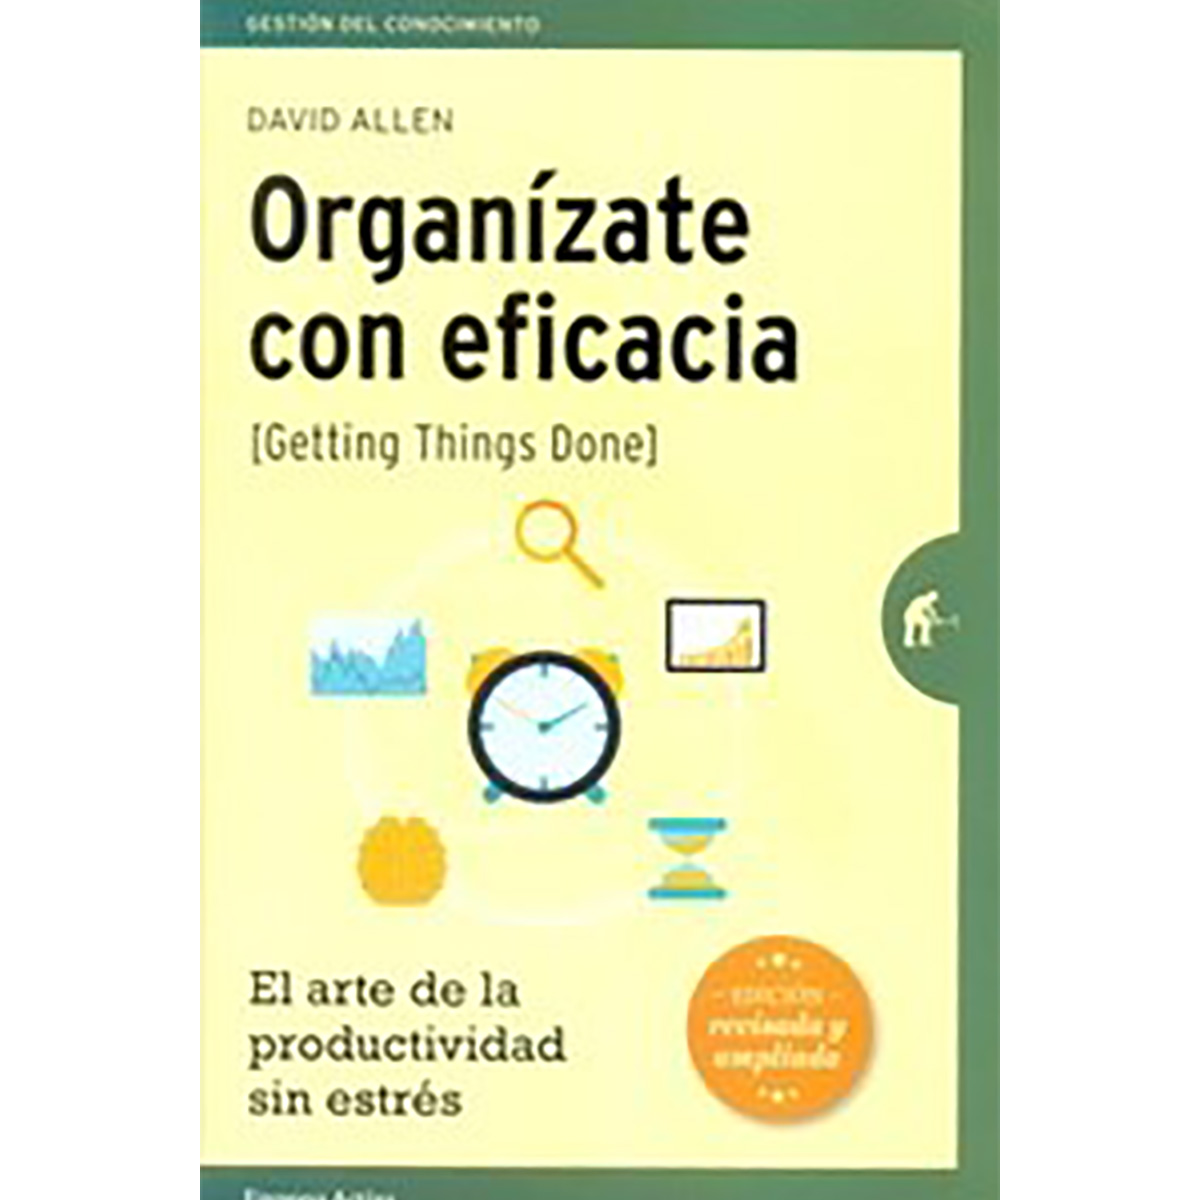 GESTIÓN DEL CONOCIMIENTO
DAVID ALLEN
Organízate
con eficacia
[Getting Things Done]
El arte de la
productividad
sin estrés
- EDICIÓN -
revisada y
ampliada